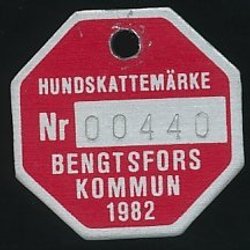 HUNDSKATTEMÄRKE
Nr 00440
BENGTSFORS
KOMMUN
1982